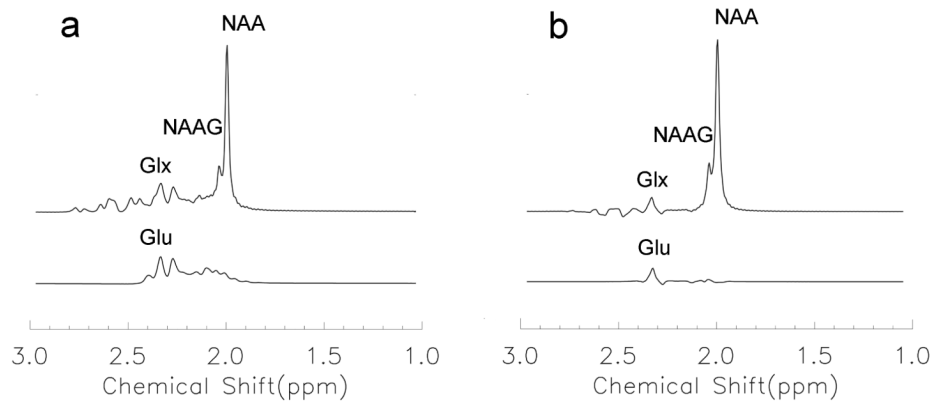 a
NAA
NAAG
Glx
Glu
3.0 2.5 2.0 1.5 1.0
Chemical Shift(ppm)
b
NAA
NAAG
Glx
Glu
3.0 2.5 2.0 1.5 1.0
Chemical Shift(ppm)